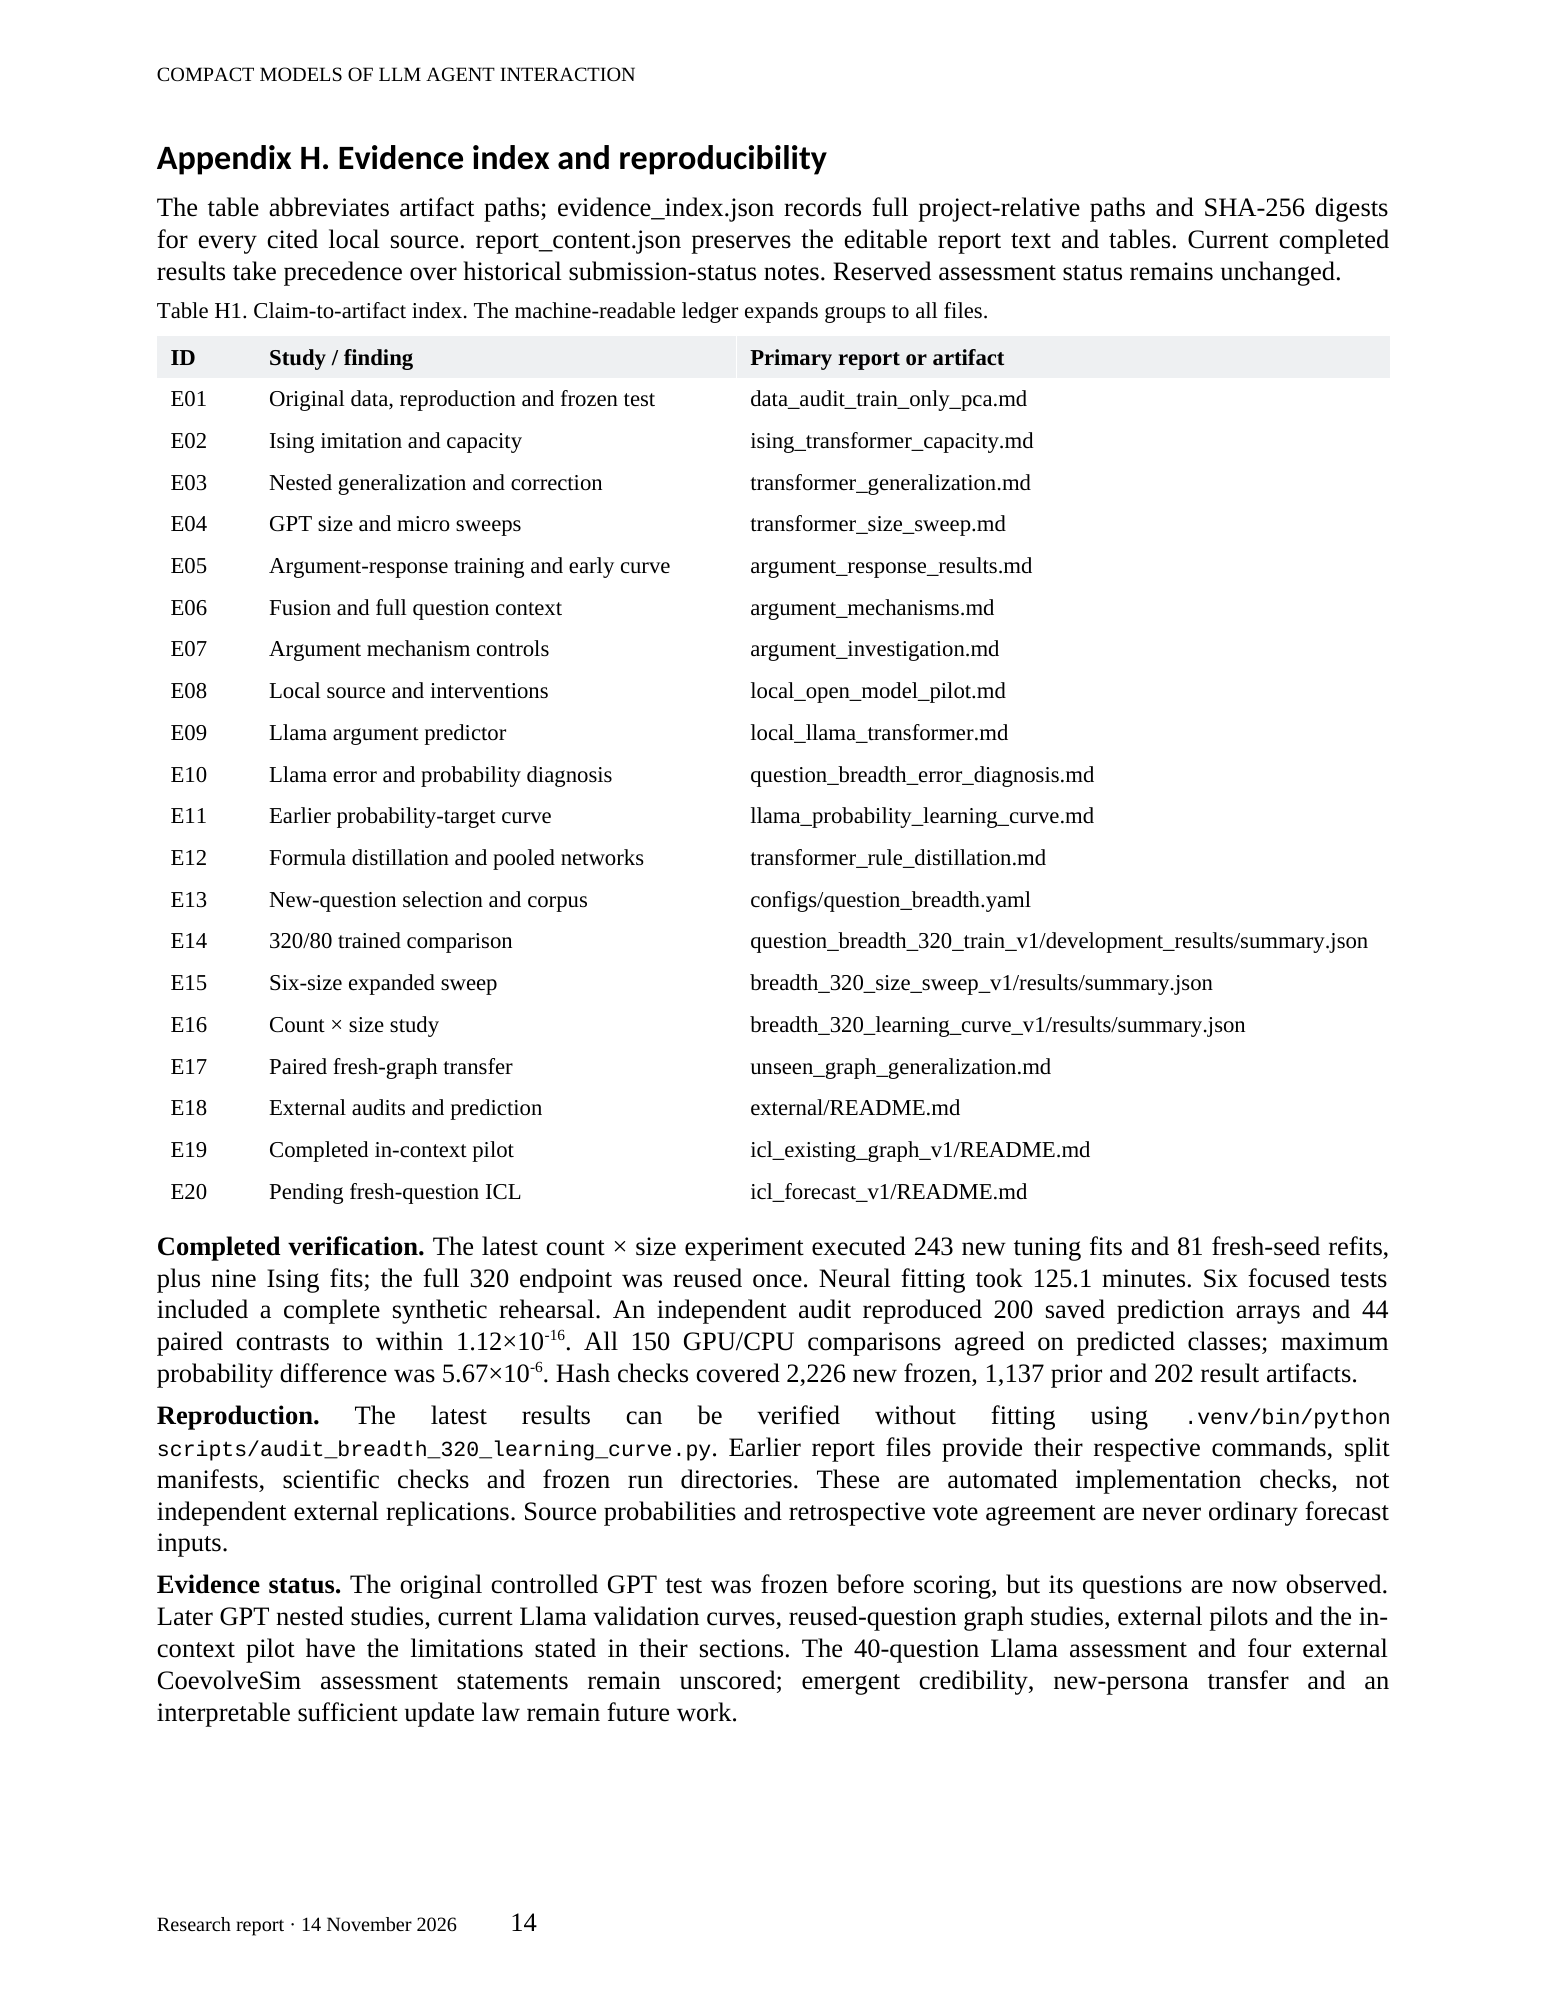 COMPACT MODELS OF LLM AGENT INTERACTION
Appendix H. Evidence index and reproducibility
The table abbreviates artifact paths; evidence_index.json records full project-relative paths and SHA-256 digests
for every cited local source. report_content.json preserves the editable report text and tables. Current completed
results take precedence over historical submission-status notes. Reserved assessment status remains unchanged.
Table H1. Claim-to-artifact index. The machine-readable ledger expands groups to all files.
ID Study / finding Primary report or artifact
E01 Original data, reproduction and frozen test data_audit_train_only_pca.md
E02 Ising imitation and capacity ising_transformer_capacity.md
E03 Nested generalization and correction transformer_generalization.md
E04 GPT size and micro sweeps transformer_size_sweep.md
E05 Argument-response training and early curve argument_response_results.md
E06 Fusion and full question context argument_mechanisms.md
E07 Argument mechanism controls argument_investigation.md
E08 Local source and interventions local_open_model_pilot.md
E09 Llama argument predictor local_llama_transformer.md
E10 Llama error and probability diagnosis question_breadth_error_diagnosis.md
E11 Earlier probability-target curve llama_probability_learning_curve.md
E12 Formula distillation and pooled networks transformer_rule_distillation.md
E13 New-question selection and corpus configs/question_breadth.yaml
E14 320/80 trained comparison question_breadth_320_train_v1/development_results/summary.json
E15 Six-size expanded sweep breadth_320_size_sweep_v1/results/summary.json
E16 Count × size study breadth_320_learning_curve_v1/results/summary.json
E17 Paired fresh-graph transfer unseen_graph_generalization.md
E18 External audits and prediction external/README.md
E19 Completed in-context pilot icl_existing_graph_v1/README.md
E20 Pending fresh-question ICL icl_forecast_v1/README.md
Completed verification. The latest count × size experiment executed 243 new tuning fits and 81 fresh-seed refits,
plus nine Ising fits; the full 320 endpoint was reused once. Neural fitting took 125.1 minutes. Six focused tests
included a complete synthetic rehearsal. An independent audit reproduced 200 saved prediction arrays and 44
paired contrasts to within 1.12×10⁻¹⁶. All 150 GPU/CPU comparisons agreed on predicted classes; maximum
probability difference was 5.67×10⁻⁶. Hash checks covered 2,226 new frozen, 1,137 prior and 202 result artifacts.
Reproduction. The latest results can be verified without fitting using .venv/bin/python
scripts/audit_breadth_320_learning_curve.py. Earlier report files provide their respective commands, split
manifests, scientific checks and frozen run directories. These are automated implementation checks, not
independent external replications. Source probabilities and retrospective vote agreement are never ordinary forecast
inputs.
Evidence status. The original controlled GPT test was frozen before scoring, but its questions are now observed.
Later GPT nested studies, current Llama validation curves, reused-question graph studies, external pilots and the in-
context pilot have the limitations stated in their sections. The 40-question Llama assessment and four external
CoevolveSim assessment statements remain unscored; emergent credibility, new-persona transfer and an
interpretable sufficient update law remain future work.
Research report · 14 November 2026 14